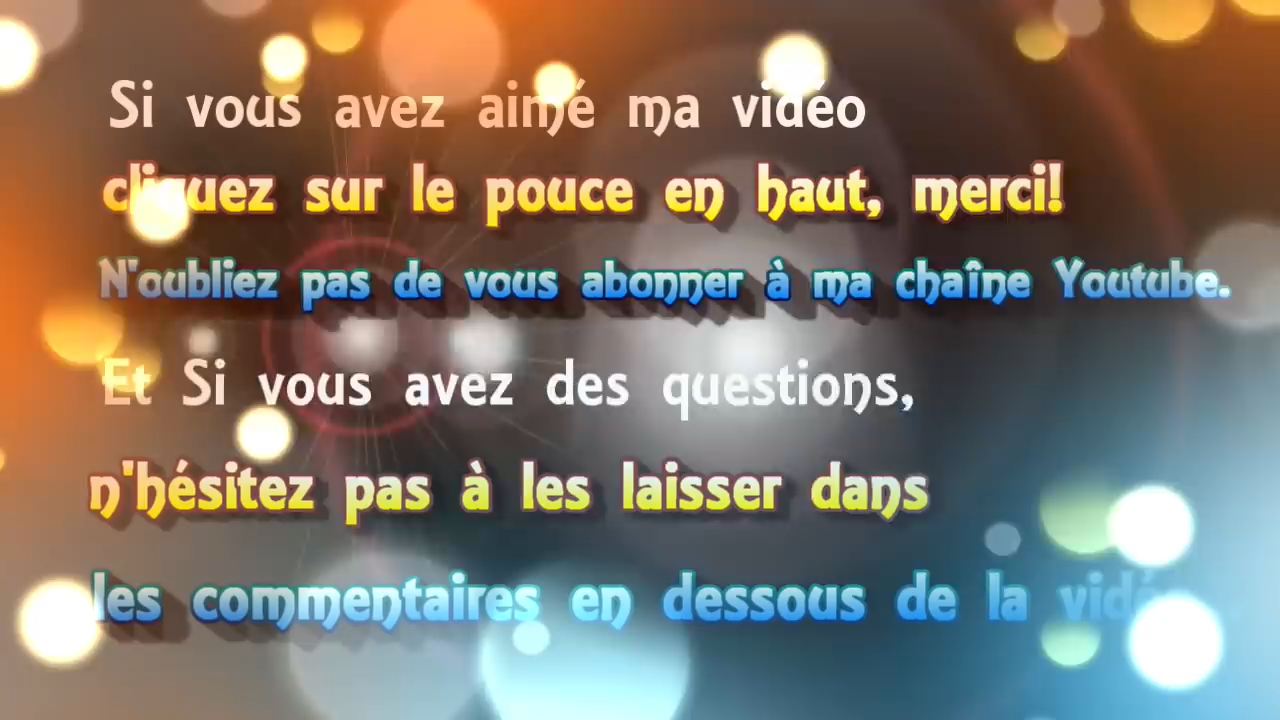 Si vous avez aimé ma vidéo
cliquez sur le pouce en haut, merci!
N'oubliez pas de vous abonner à ma chaîne Youtube.
Et Si vous avez des questions,
n'hésitez pas à les laisser dans
les commentaires en dessous de la